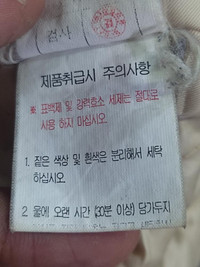 검사
제품취급시 주의사항
※ 표백제 및 강력효소 세제는 절대로
사용 하지 마십시오
1. 짙은 색상 및 흰색은 분리해서 세탁
하십시오
2. 물에 오랜 시간 (30분 이상) 담가두지